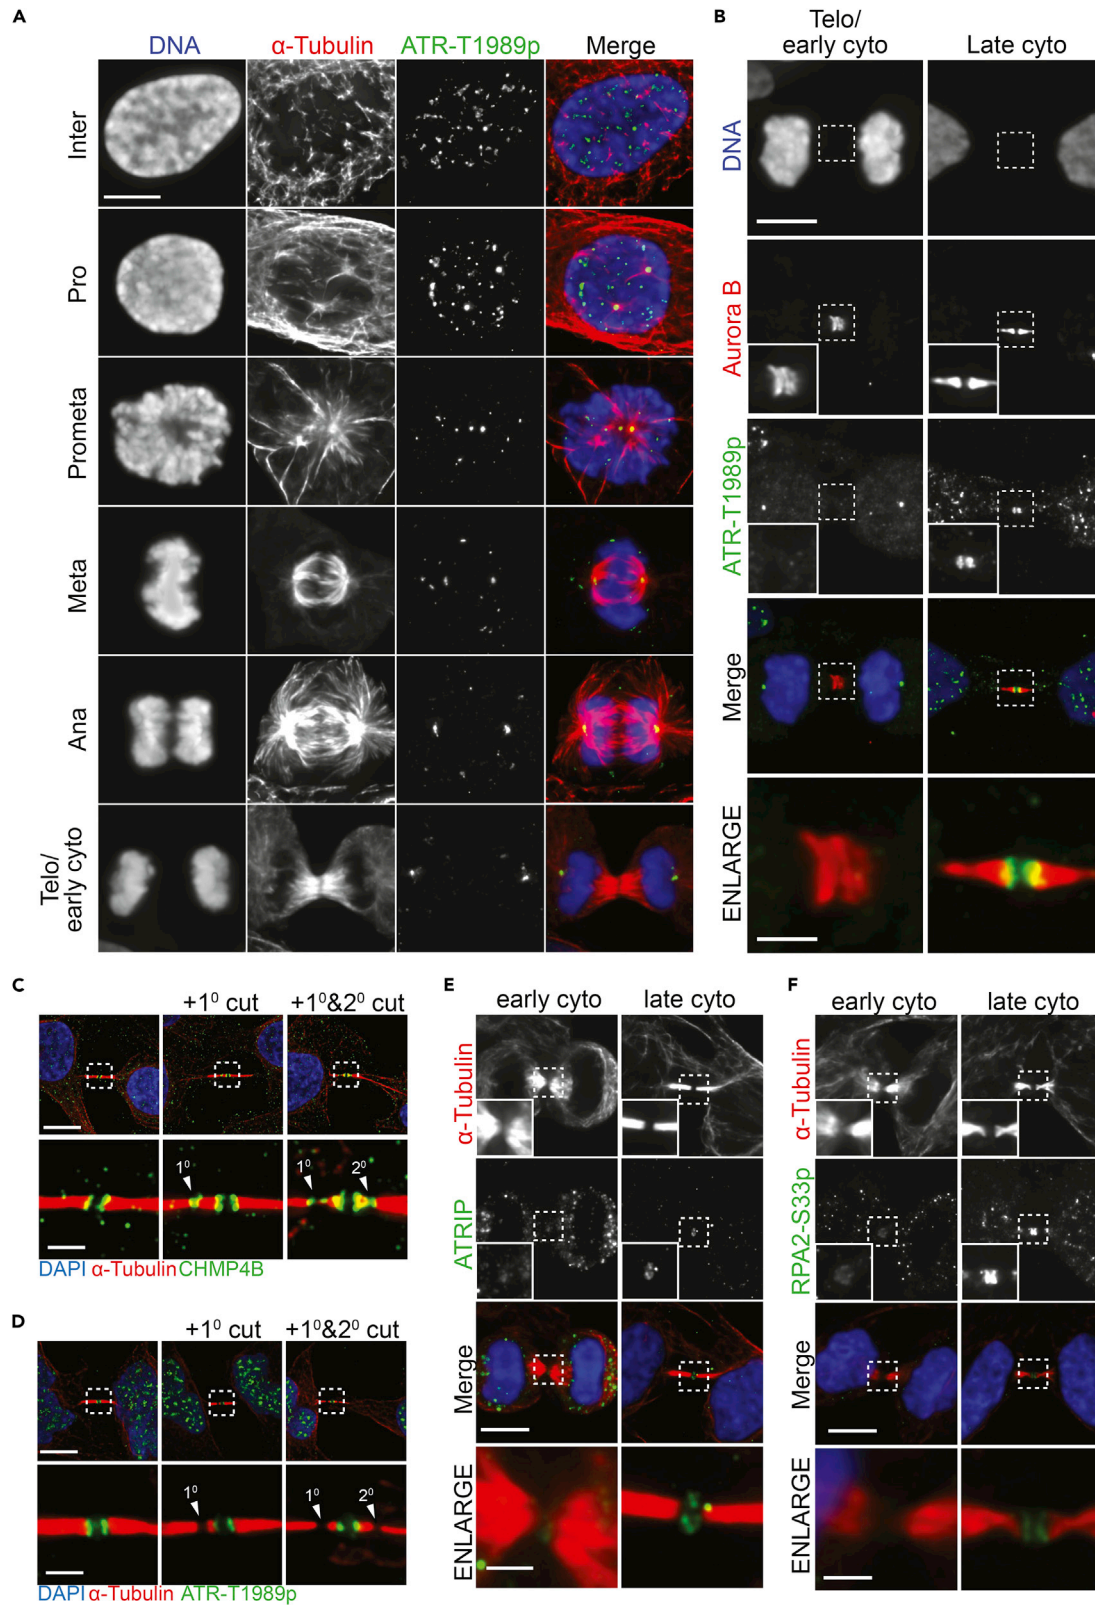 A
DNA
α-Tubulin
ATR-T1989p
Merge
Inter
Pro
Prometa
Meta
Ana
Telo/
early cyto
B
Telo/
early cyto
Late cyto
DNA
Aurora B
ATR-T1989p
Merge
ENLARGE
C
+1⁰ cut
+1⁰&2⁰ cut
1⁰
1⁰
2⁰
DAPI α-Tubulin CHMP4B
D
+1⁰ cut
+1⁰&2⁰ cut
1⁰
1⁰
2⁰
DAPI α-Tubulin ATR-T1989p
E
early cyto
late cyto
α-Tubulin
ATRIP
Merge
ENLARGE
F
early cyto
late cyto
α-Tubulin
RPA2-S33p
Merge
ENLARGE